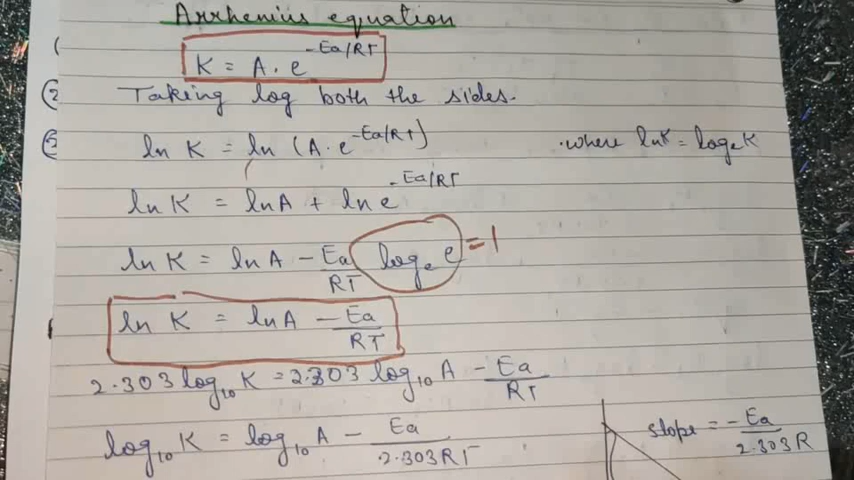 Arrhenius equation
K = A. e^-Ea/RT
(2) Taking log both the sides.
ln K = ln (A. e^-Ea/RT) .where lnK = logeK
ln K = lnA + ln e^-Ea/RT
ln K = lnA - Ea/RT loge e = 1
ln K = lnA - Ea/RT
2.303 log10 K = 2.303 log10 A - Ea/RT
log10 K = log10 A - Ea/2.303RT
slope = -Ea/2.303R